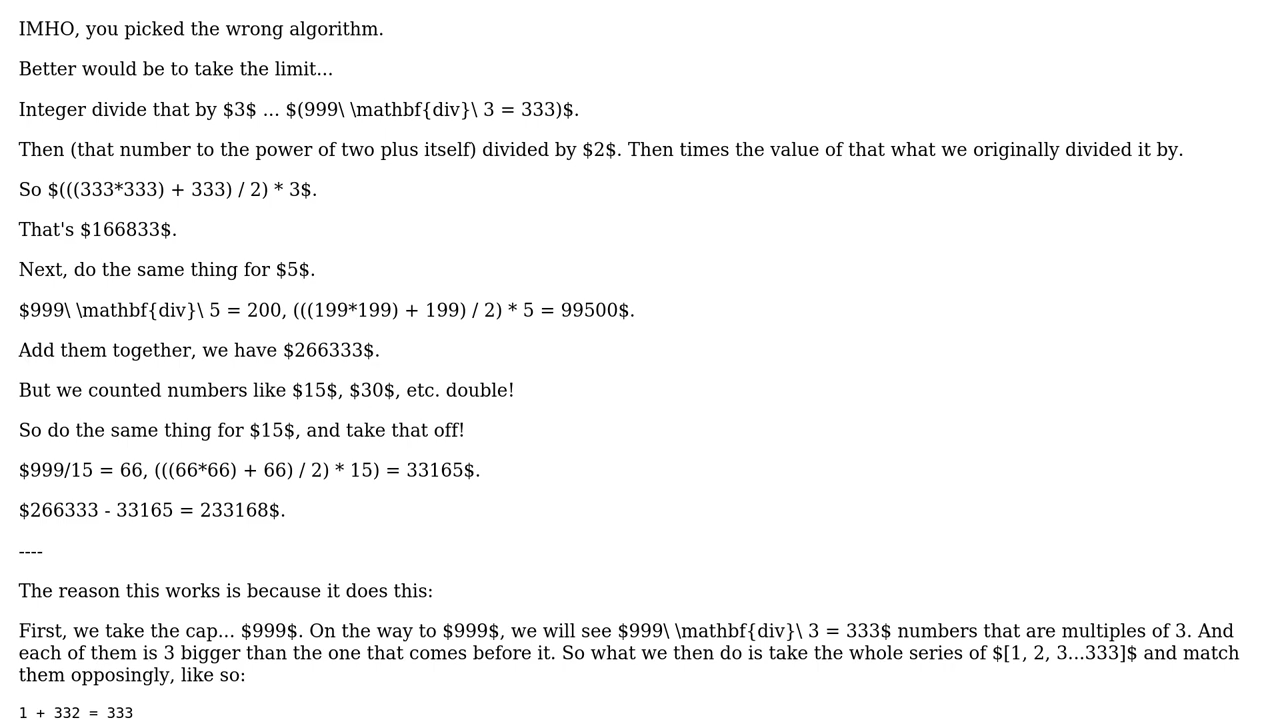 IMHO, you picked the wrong algorithm.
Better would be to take the limit...
Integer divide that by $3$ ... $(999\ \mathbf{div}\ 3 = 333)$.
Then (that number to the power of two plus itself) divided by $2$. Then times the value of that what we originally divided it by.
So $(((333*333) + 333) / 2) * 3$.
That's $166833$.
Next, do the same thing for $5$.
$999\ \mathbf{div}\ 5 = 200, (((199*199) + 199) / 2) * 5 = 99500$.
Add them together, we have $266333$.
But we counted numbers like $15$, $30$, etc. double!
So do the same thing for $15$, and take that off!
$999/15 = 66, (((66*66) + 66) / 2) * 15) = 33165$.
$266333 - 33165 = 233168$.
----
The reason this works is because it does this:
First, we take the cap... $999$. On the way to $999$, we will see $999\ \mathbf{div}\ 3 = 333$ numbers that are multiples of 3. And
each of them is 3 bigger than the one that comes before it. So what we then do is take the whole series of $[1, 2, 3...333]$ and match
them opposingly, like so:
1 + 332 = 333